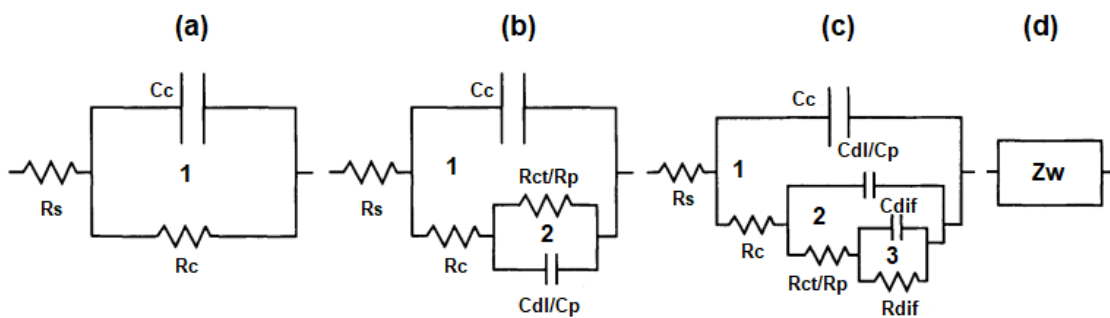 (a) (b) (c) (d)
Cc
1
Rs
Rc
Cc
1
Rct/Rp
Rs
2
Rc
Cdl/Cp
Cc
Cdl/Cp
1
Cdif
Rs
2
Rc
3
Rct/Rp
Rdif
Zw